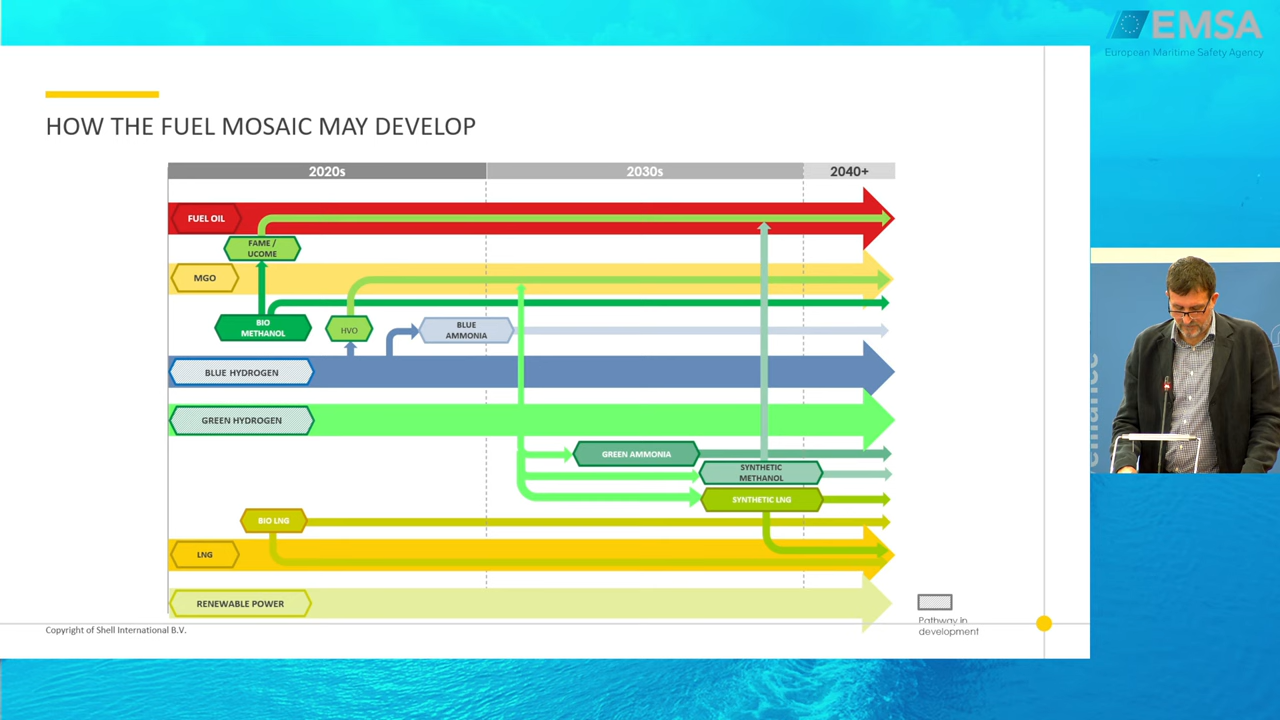 EMSA
European Maritime Safety Agency
HOW THE FUEL MOSAIC MAY DEVELOP
2020s
2030s
2040+
FUEL OIL
FAME /
UCOME
MGO
BIO
METHANOL
HVO
BLUE
AMMONIA
BLUE HYDROGEN
GREEN HYDROGEN
GREEN AMMONIA
SYNTHETIC
METHANOL
SYNTHETIC LNG
BIO LNG
LNG
RENEWABLE POWER
Pathway in
development
Copyright of Shell International B.V.